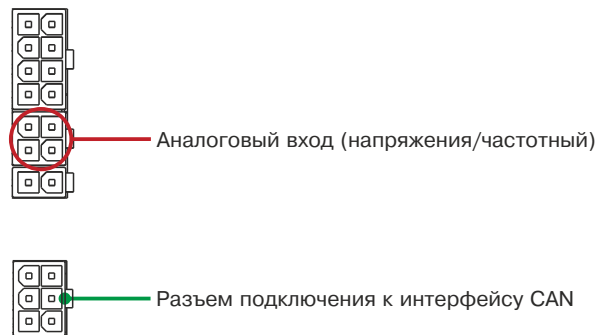 Аналоговый вход (напряжения/частотный)
Разъем подключения к интерфейсу CAN